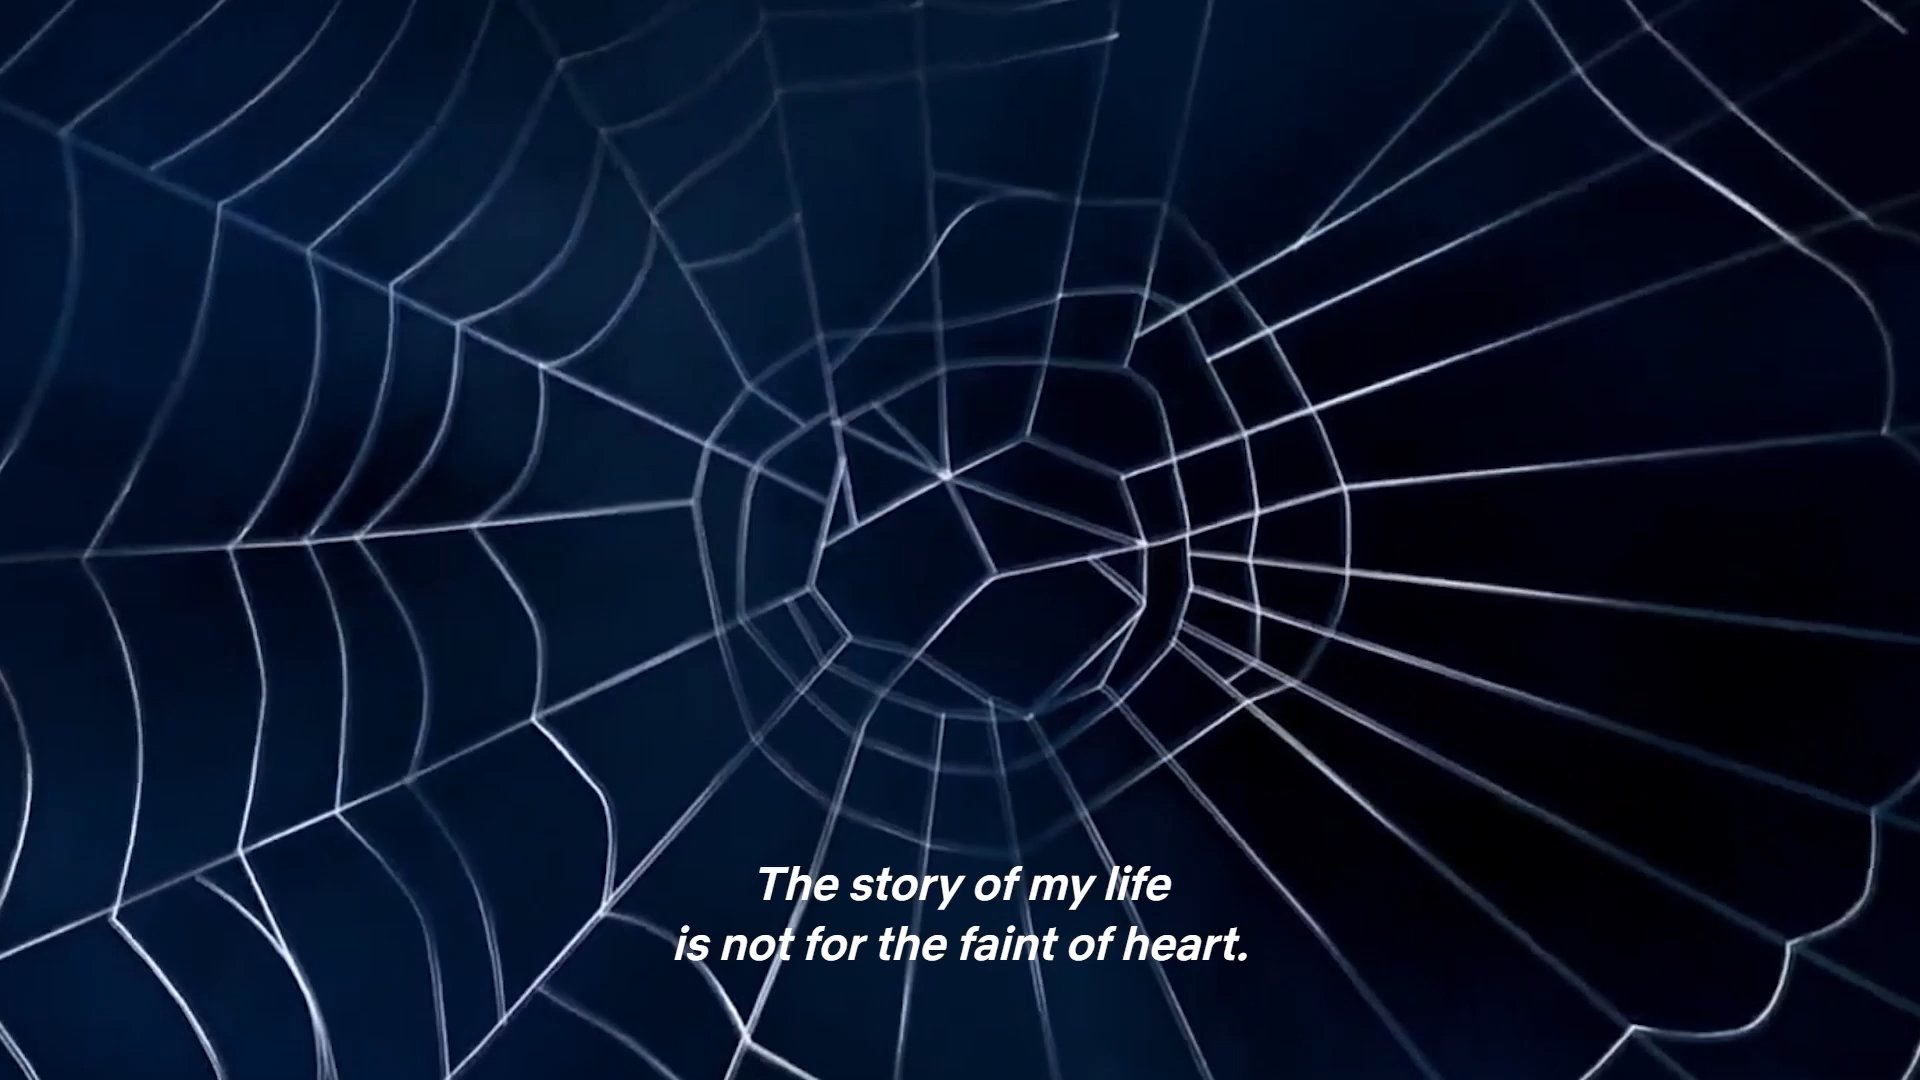 The story of my life
is not for the faint of heart.